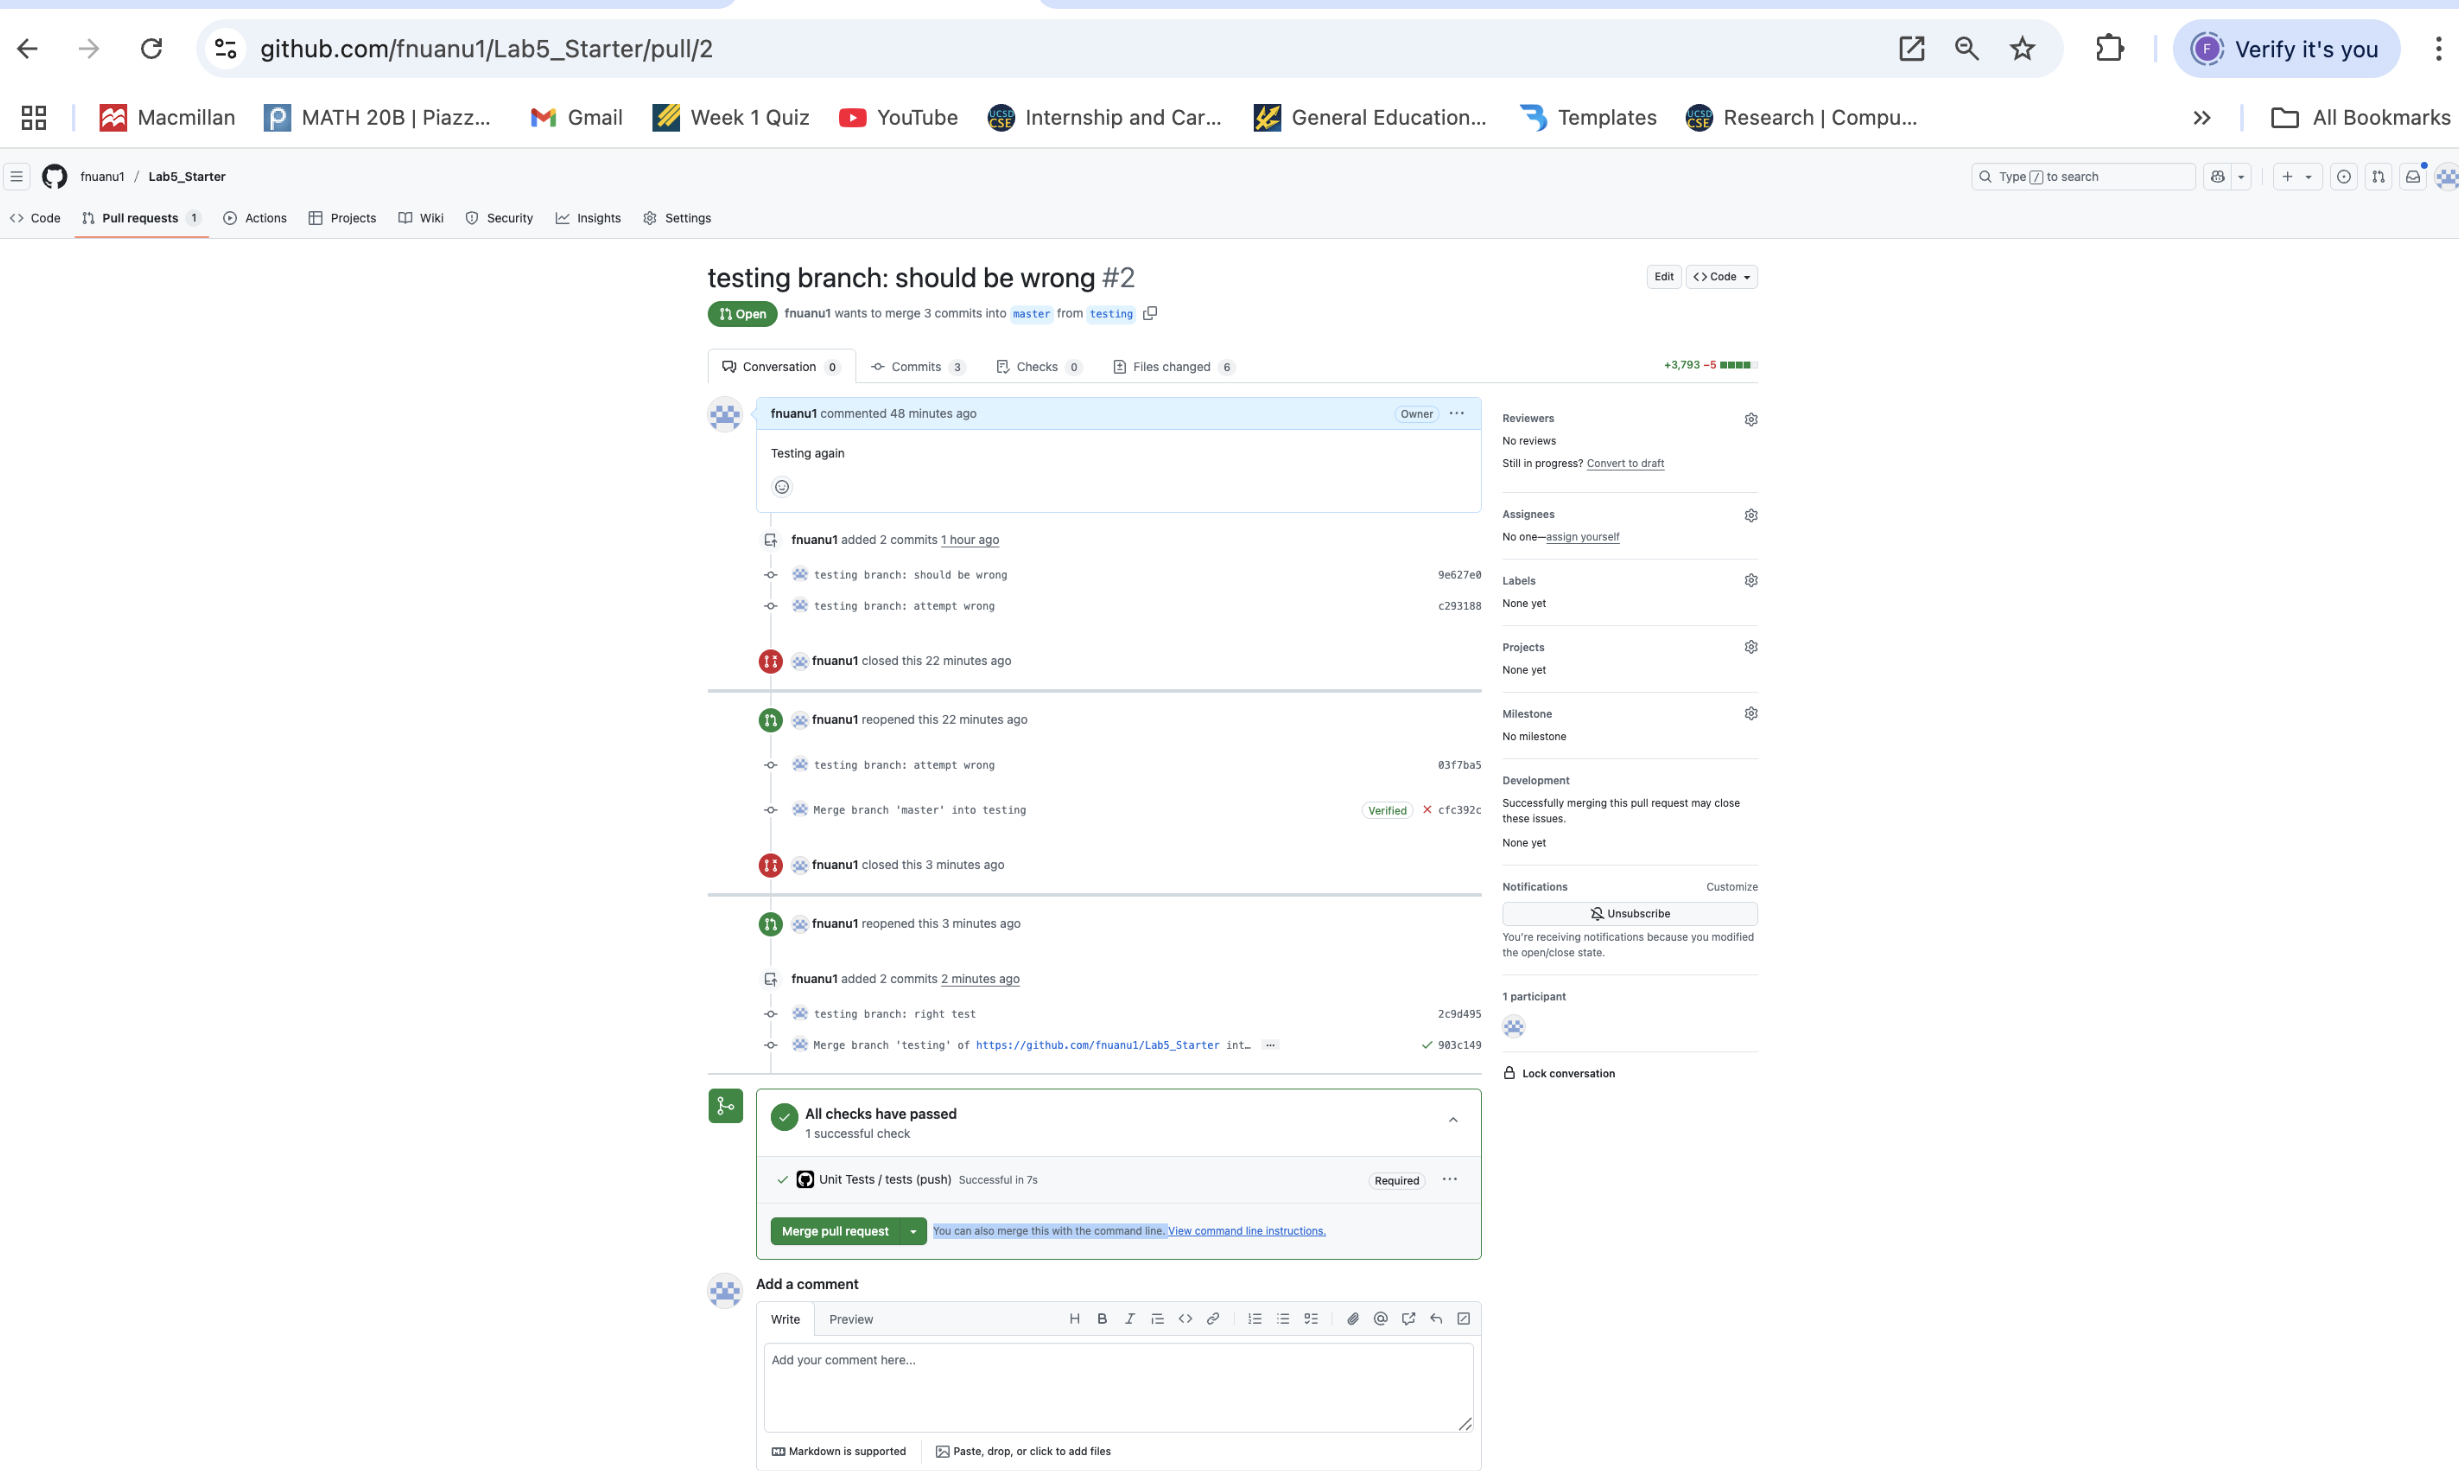 github.com/fnuanu1/Lab5_Starter/pull/2
F Verify it's you
Macmillan
MATH 20B | Piazz...
Gmail
Week 1 Quiz
YouTube
UCSD CSE Internship and Car...
General Education...
Templates
UCSD CSE Research | Compu...
All Bookmarks
fnuanu1 / Lab5_Starter
Type / to search
Code
Pull requests 1
Actions
Projects
Wiki
Security
Insights
Settings
testing branch: should be wrong #2
Edit
Code
Open fnuanu1 wants to merge 3 commits into master from testing
Conversation 0
Commits 3
Checks 0
Files changed 6
+3,793 −5
fnuanu1 commented 48 minutes ago
Owner
Testing again
fnuanu1 added 2 commits 1 hour ago
testing branch: should be wrong 9e627e0
testing branch: attempt wrong c293188
fnuanu1 closed this 22 minutes ago
fnuanu1 reopened this 22 minutes ago
testing branch: attempt wrong 03f7ba5
Merge branch 'master' into testing Verified cfc392c
fnuanu1 closed this 3 minutes ago
fnuanu1 reopened this 3 minutes ago
fnuanu1 added 2 commits 2 minutes ago
testing branch: right test 2c9d495
Merge branch 'testing' of https://github.com/fnuanu1/Lab5_Starter int… 903c149
All checks have passed
1 successful check
Unit Tests / tests (push) Successful in 7s Required
Merge pull request You can also merge this with the command line. View command line instructions.
Add a comment
Write
Preview
Add your comment here...
Markdown is supported
Paste, drop, or click to add files
Reviewers
No reviews
Still in progress? Convert to draft
Assignees
No one—assign yourself
Labels
None yet
Projects
None yet
Milestone
No milestone
Development
Successfully merging this pull request may close
these issues.
None yet
Notifications Customize
Unsubscribe
You're receiving notifications because you modified
the open/close state.
1 participant
Lock conversation